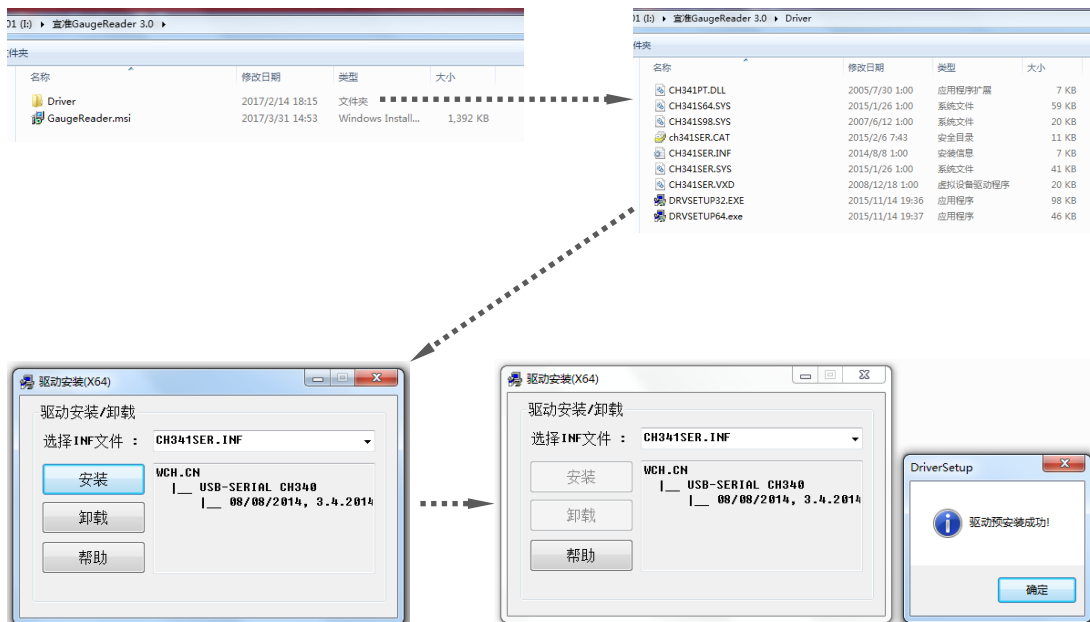 01 (I:) ▸ 宜准GaugeReader 3.0 ▸
件夹
名称 修改日期 类型 大小
Driver 2017/2/14 18:15 文件夹
GaugeReader.msi 2017/3/31 14:53 Windows Install... 1,392 KB
)1 (I:) ▸ 宜准GaugeReader 3.0 ▸ Driver
件夹
名称 修改日期 类型 大小
CH341PT.DLL 2005/7/30 1:00 应用程序扩展 7 KB
CH341S64.SYS 2015/1/26 1:00 系统文件 59 KB
CH341S98.SYS 2007/6/12 1:00 系统文件 20 KB
ch341SER.CAT 2015/2/6 7:43 安全目录 11 KB
CH341SER.INF 2014/8/8 1:00 安装信息 7 KB
CH341SER.SYS 2015/1/26 1:00 系统文件 41 KB
CH341SER.VXD 2008/12/18 1:00 虚拟设备驱动程序 20 KB
DRVSETUP32.EXE 2015/11/14 19:36 应用程序 98 KB
DRVSETUP64.exe 2015/11/14 19:37 应用程序 46 KB
驱动安装(X64)
驱动安装/卸载
选择INF文件 : CH341SER.INF
安装
卸载
帮助
WCH.CN
|__ USB-SERIAL CH340
|__ 08/08/2014, 3.4.2014
驱动安装(X64)
驱动安装/卸载
选择INF文件 : CH341SER.INF
安装
卸载
帮助
WCH.CN
|__ USB-SERIAL CH340
|__ 08/08/2014, 3.4.2014
DriverSetup
驱动预安装成功!
确定